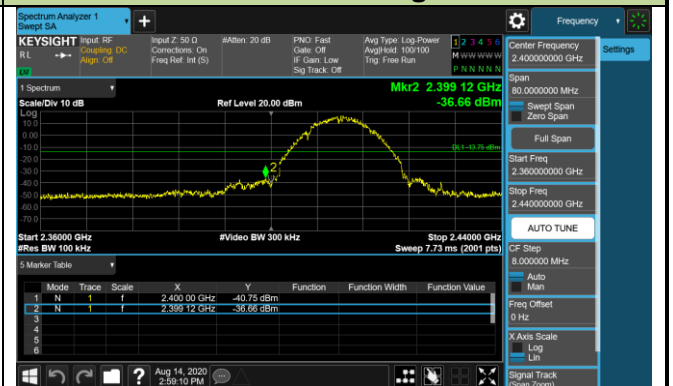 Spectrum Analyzer 1
Swept SA
Frequency
KEYSIGHT
RL
Input: RF
Coupling: DC
Align: Off
Input Z: 50 Ω
Corrections: On
Freq Ref: Int (S)
#Atten: 20 dB
PNO: Fast
Gate: Off
IF Gain: Low
Sig Track: Off
Avg Type: Log-Power
Avg|Hold: 100/100
Trig: Free Run
1 2 3 4 5 6
M W W W W W
P N N N N N
Settings
1 Spectrum
Mkr2 2.399 12 GHz
-36.66 dBm
Scale/Div 10 dB
Ref Level 20.00 dBm
Log
10.0
0.00
-10.0
-20.0
-30.0
-40.0
-50.0
-60.0
-70.0
DL1 -13.75 dBm
2
Start 2.36000 GHz
#Video BW 300 kHz
Stop 2.44000 GHz
#Res BW 100 kHz
Sweep 7.73 ms (2001 pts)
5 Marker Table
Mode Trace Scale X Y Function Function Width Function Value
1 N 1 f 2.400 00 GHz -40.75 dBm
2 N 1 f 2.399 12 GHz -36.66 dBm
3
4
5
6
Center Frequency
2.400000000 GHz
Span
80.0000000 MHz
Swept Span
Zero Span
Full Span
Start Freq
2.360000000 GHz
Stop Freq
2.440000000 GHz
AUTO TUNE
CF Step
8.000000 MHz
Auto
Man
Freq Offset
0 Hz
X Axis Scale
Log
Lin
Signal Track
(Span Zoom)
?
Aug 14, 2020
2:59:10 PM